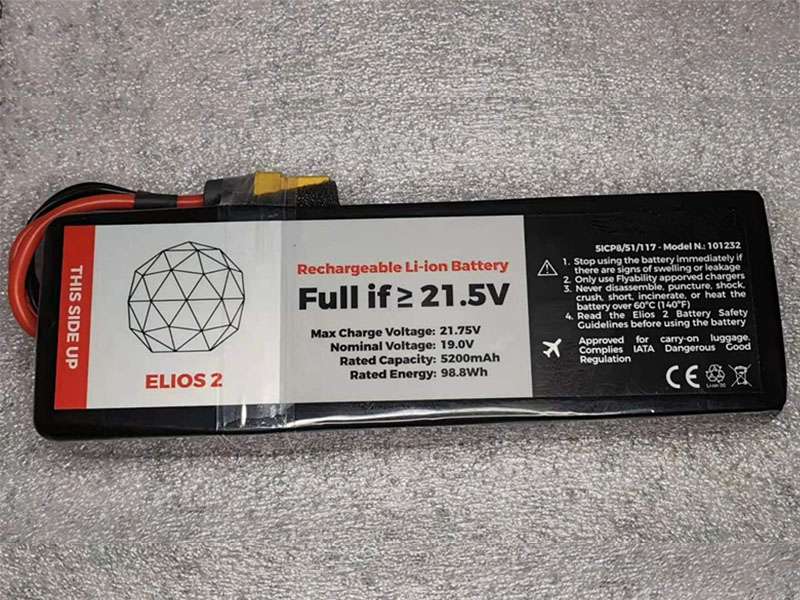 THIS SIDE UP
ELIOS 2
Rechargeable Li-ion Battery
Full if ≥ 21.5V
Max Charge Voltage: 21.75V
Nominal Voltage: 19.0V
Rated Capacity: 5200mAh
Rated Energy: 98.8Wh
5ICP8/51/117 - Model N.: 101232
1. Stop using the battery immediately if
there are signs of swelling or leakage
2. Only use Flyability apporved chargers
3. Never disassemble, puncture, shock,
crush, short, incinerate, or heat the
battery over 60°C (140°F)
4. Read the Elios 2 Battery Safety
Guidelines before using the battery
Approved for carry-on luggage.
Complies IATA Dangerous Good
Regulation
CE